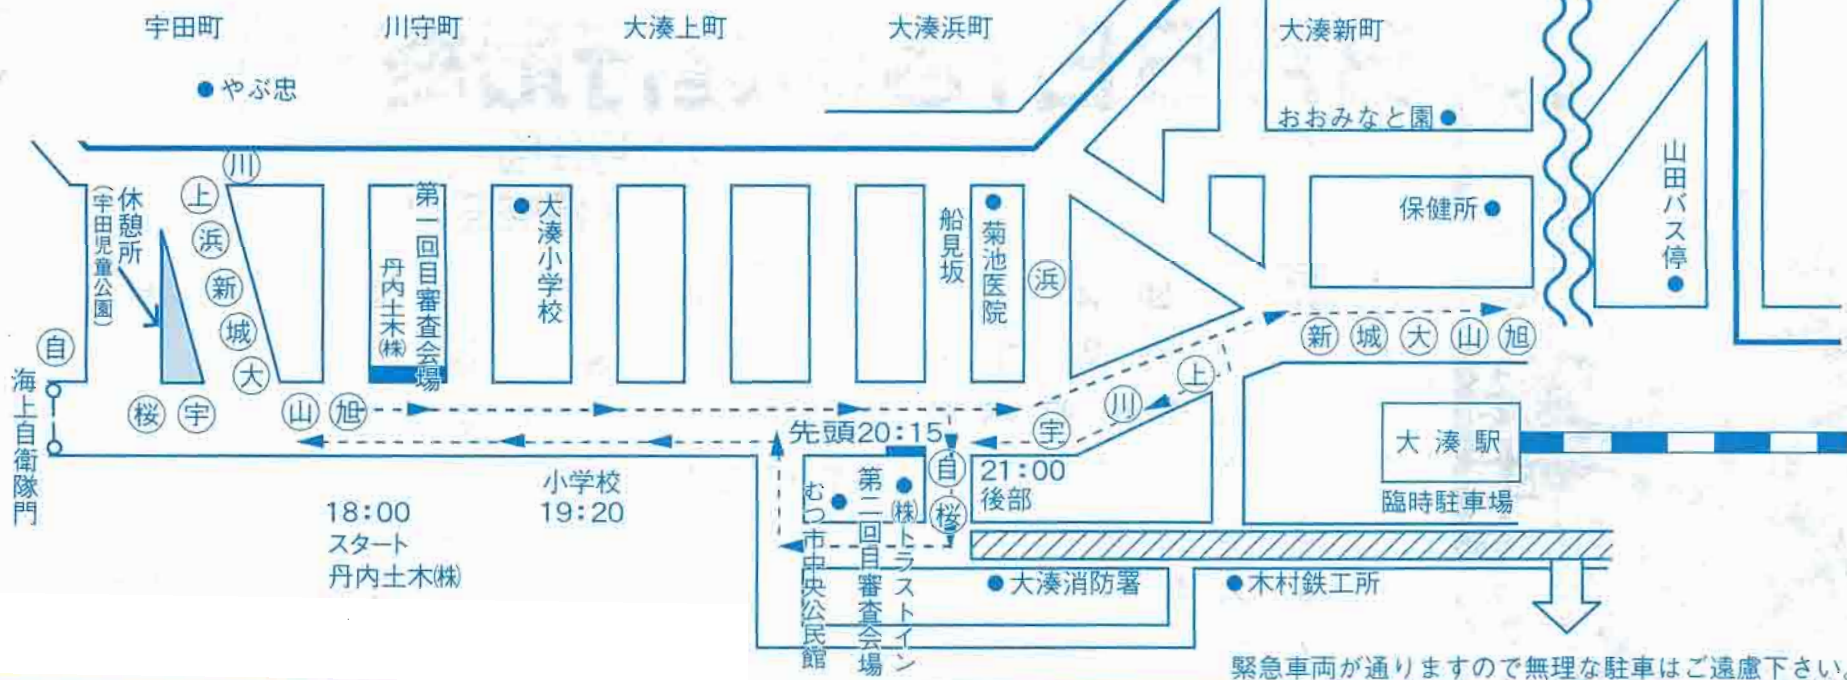 宇田町
川守町
大湊上町
大湊浜町
大湊新町
やぶ忠
おおみなと園
川
上
浜
新
城
大
休憩所
(宇田児童公園)
第一回目審査会場
丹内土木㈱
大湊小学校
船見坂
菊池医院
浜
保健所
山田バス停
自
海上自衛隊門
桜 宇
山 旭
新 城 大 山 旭
上
川
宇
先頭20:15
自
桜
21:00
後部
大湊駅
臨時駐車場
小学校
19:20
18:00
スタート
丹内土木㈱
むつ市中央公民館
第二回目審査会場
㈱トラストイン
大湊消防署
木村鉄工所
緊急車両が通りますので無理な駐車はご遠慮下さい。